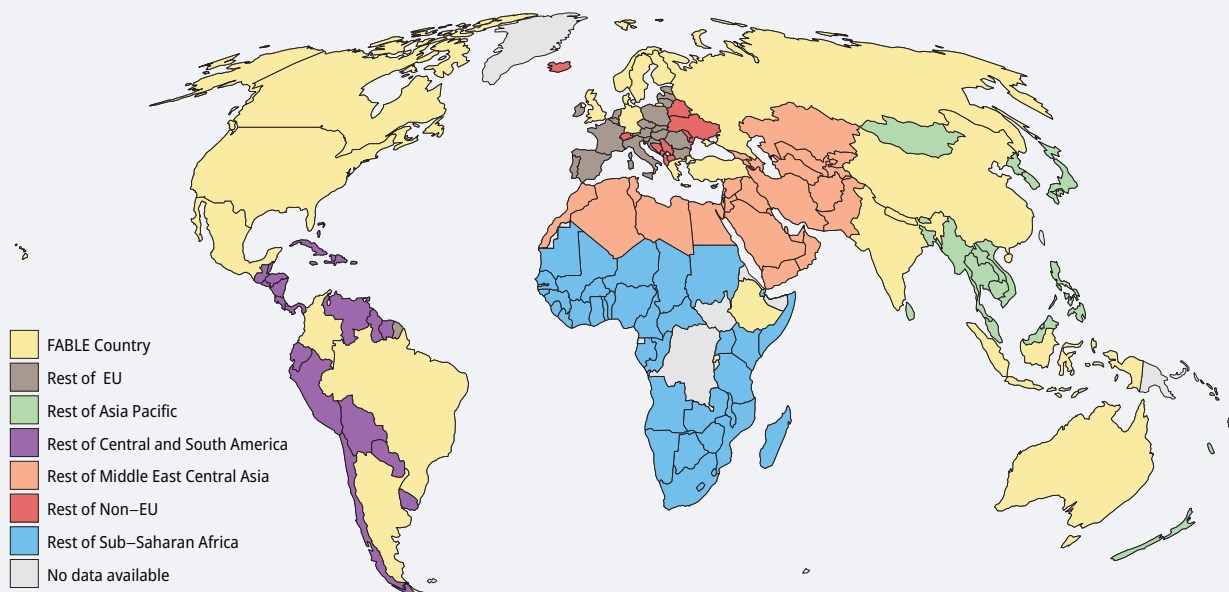 FABLE Country
Rest of  EU
Rest of Asia Pacific
Rest of Central and South America
Rest of Middle East Central Asia
Rest of Non−EU
Rest of Sub−Saharan Africa
No data available